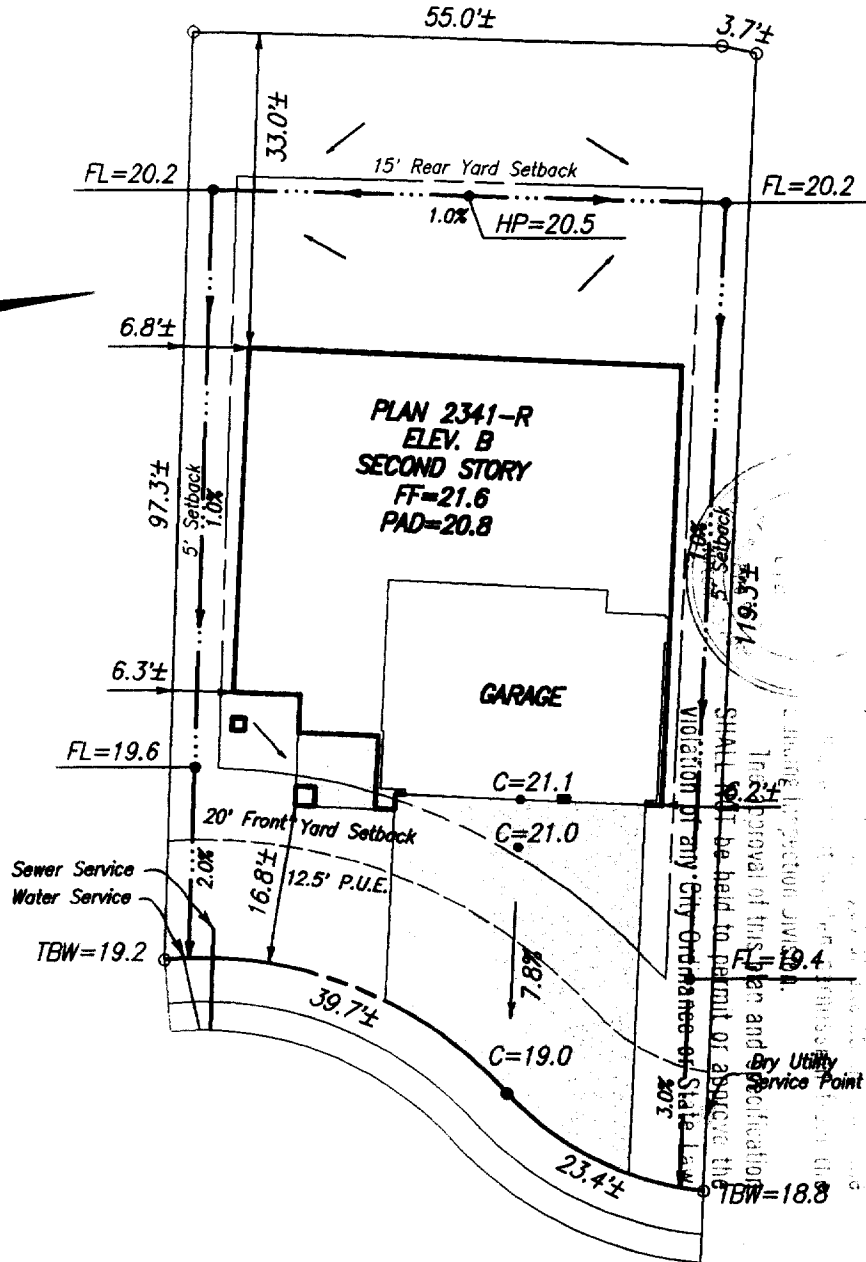 55.0'±
3.7'±
33.0'±
15' Rear Yard Setback
FL=20.2
FL=20.2
1.0%
HP=20.5
6.8'±
PLAN 2341-R
ELEV. B
SECOND STORY
FF=21.6
PAD=20.8
97.3'±
5' Setback
1.0%
1.0%
5' Setback
119.3'±
6.3'±
GARAGE
FL=19.6
C=21.1
6.2'±
C=21.0
20' Front Yard Setback
16.8'±
12.5' P.U.E.
2.0%
Sewer Service
Water Service
TBW=19.2
7.8%
FL=19.4
39.7'±
C=19.0
Dry Utility
Service Point
3.0%
23.4'±
TBW=18.8
approval of this plan and
SHALL NOT be held to permit or approve the
violation of any City Ordinance or State Law